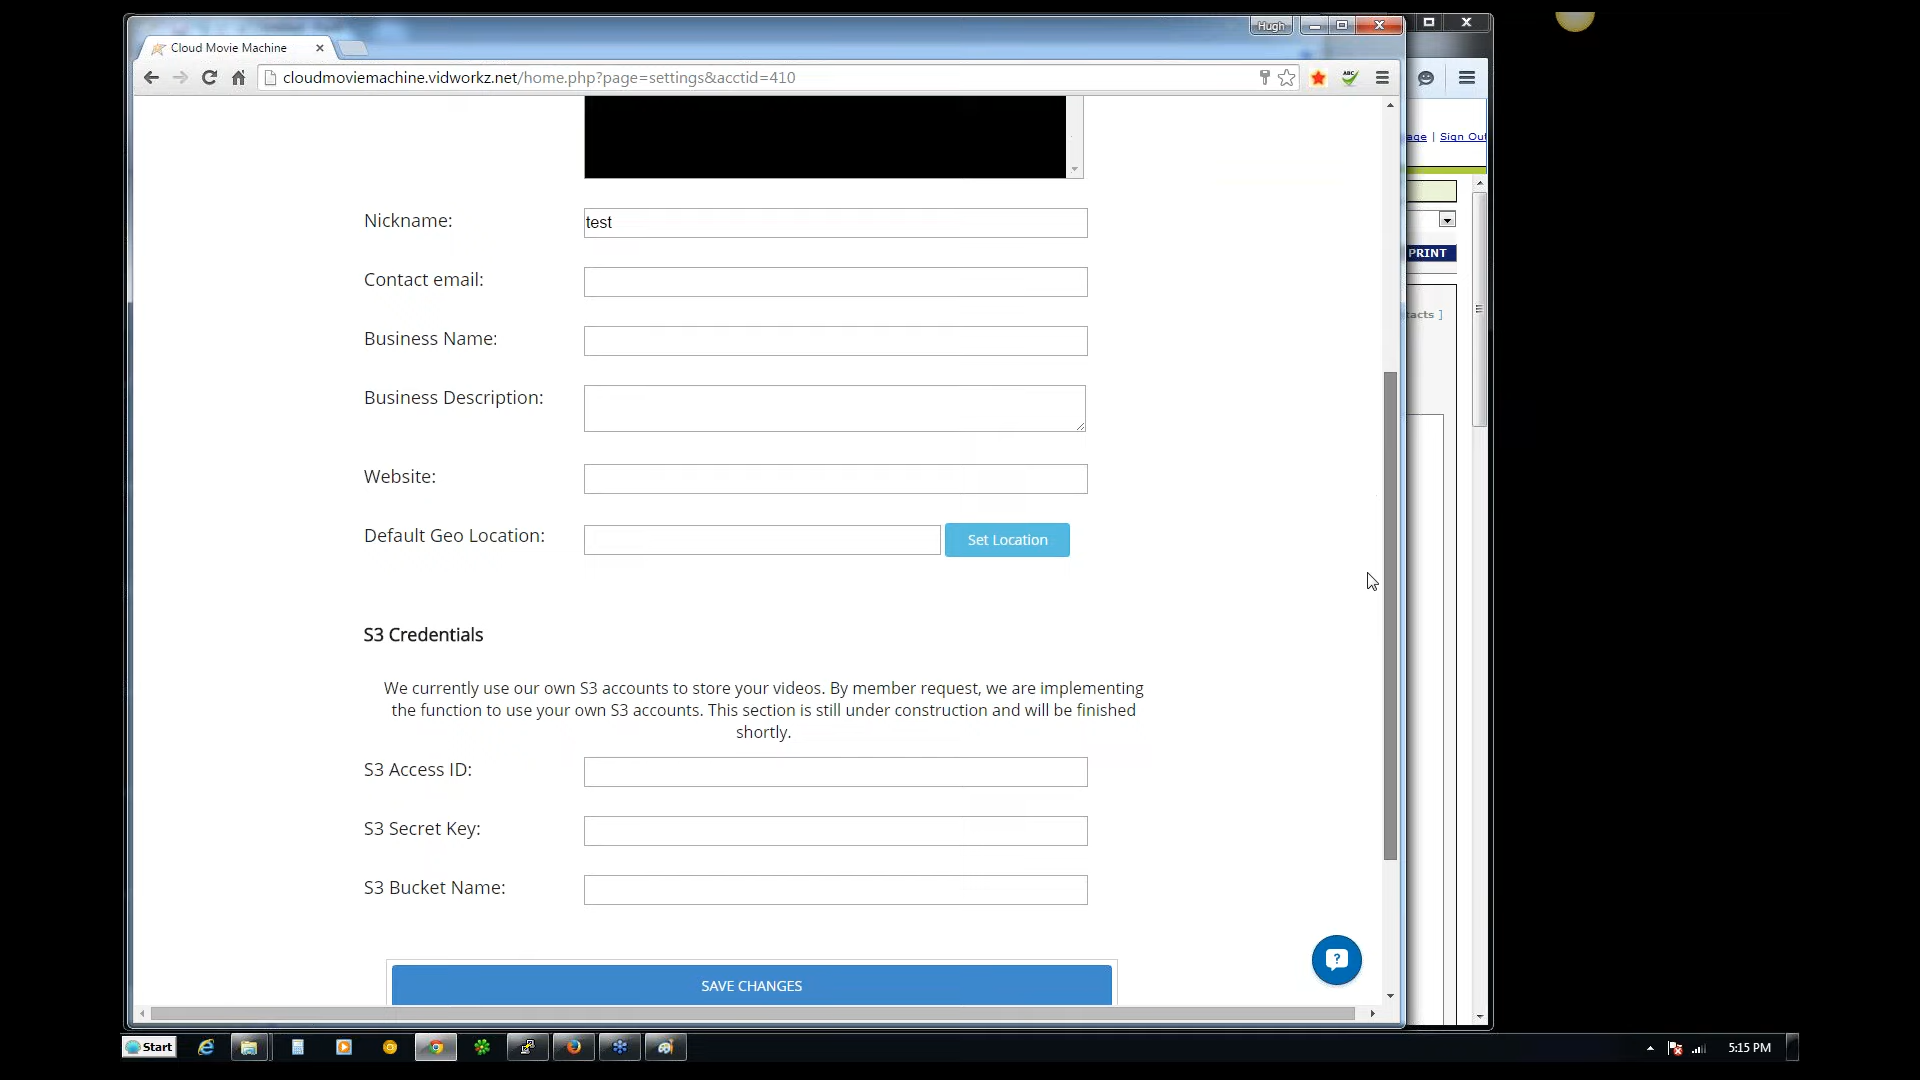 Hugh
Cloud Movie Machine
cloudmoviemachine.vidworkz.net/home.php?page=settings&acctid=410
ABC
age | Sign Out
Nickname:
test
PRINT
Contact email:
tacts ]
Business Name:
Business Description:
Website:
Default Geo Location:
Set Location
S3 Credentials
We currently use our own S3 accounts to store your videos. By member request, we are implementing
the function to use your own S3 accounts. This section is still under construction and will be finished
shortly.
S3 Access ID:
S3 Secret Key:
S3 Bucket Name:
SAVE CHANGES
Start
5:15 PM